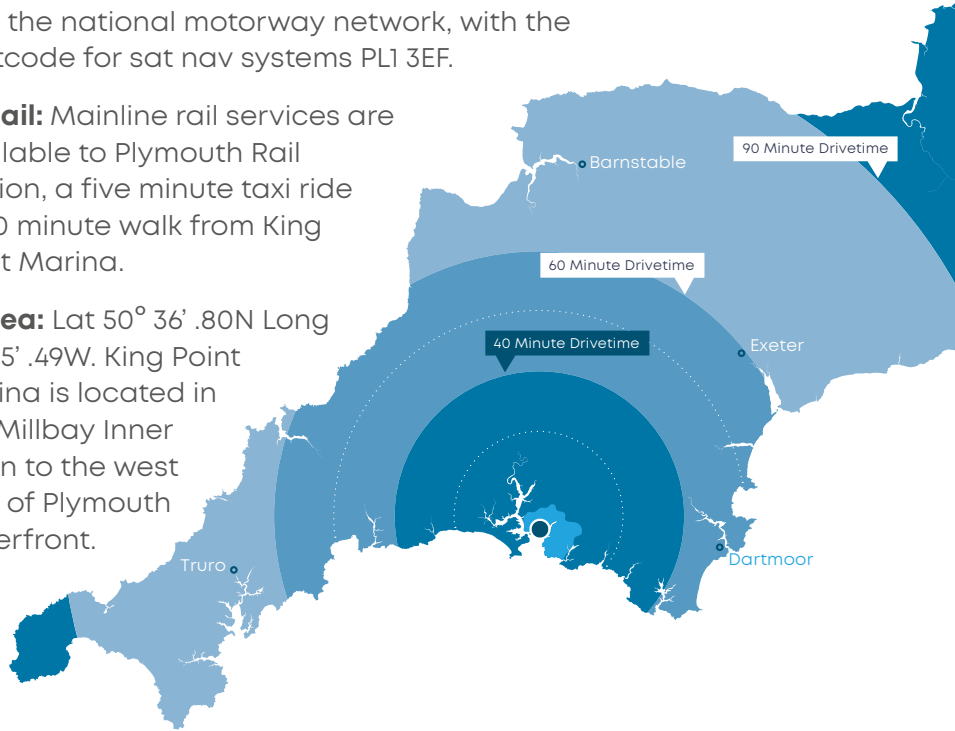 the national motorway network, with the
tcode for sat nav systems PL1 3EF.
ail: Mainline rail services are
lable to Plymouth Rail
ion, a five minute taxi ride
0 minute walk from King
t Marina.
ea: Lat 50° 36’ .80N Long
5’ .49W. King Point
ina is located in
Millbay Inner
n to the west
of Plymouth
erfront.
90 Minute Drivetime
Barnstable
60 Minute Drivetime
40 Minute Drivetime
Exeter
Truro
Dartmoor